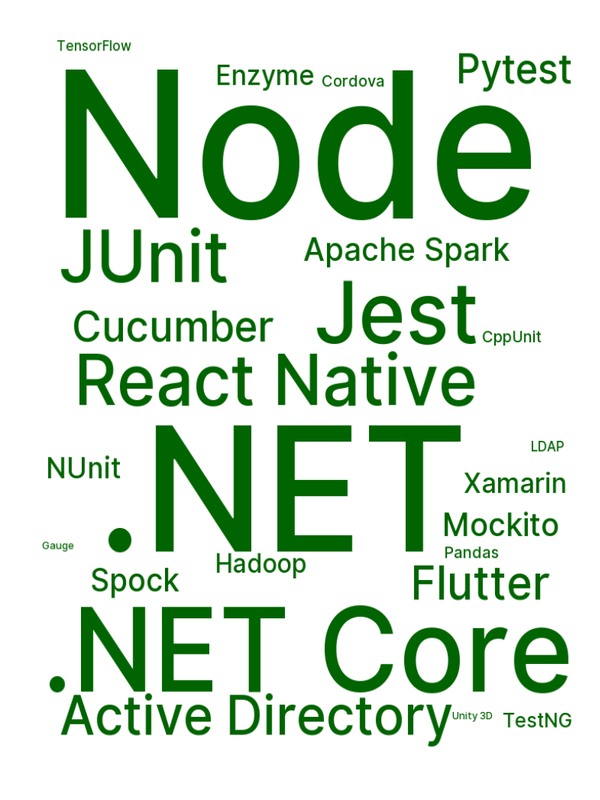 TensorFlow
Enzyme
Cordova
Pytest
Node
JUnit
Apache Spark
Jest
Cucumber
CppUnit
React Native
.NET
LDAP
NUnit
Xamarin
Mockito
Gauge
Pandas
Hadoop
Spock
Flutter
.NET Core
Active Directory
Unity 3D
TestNG